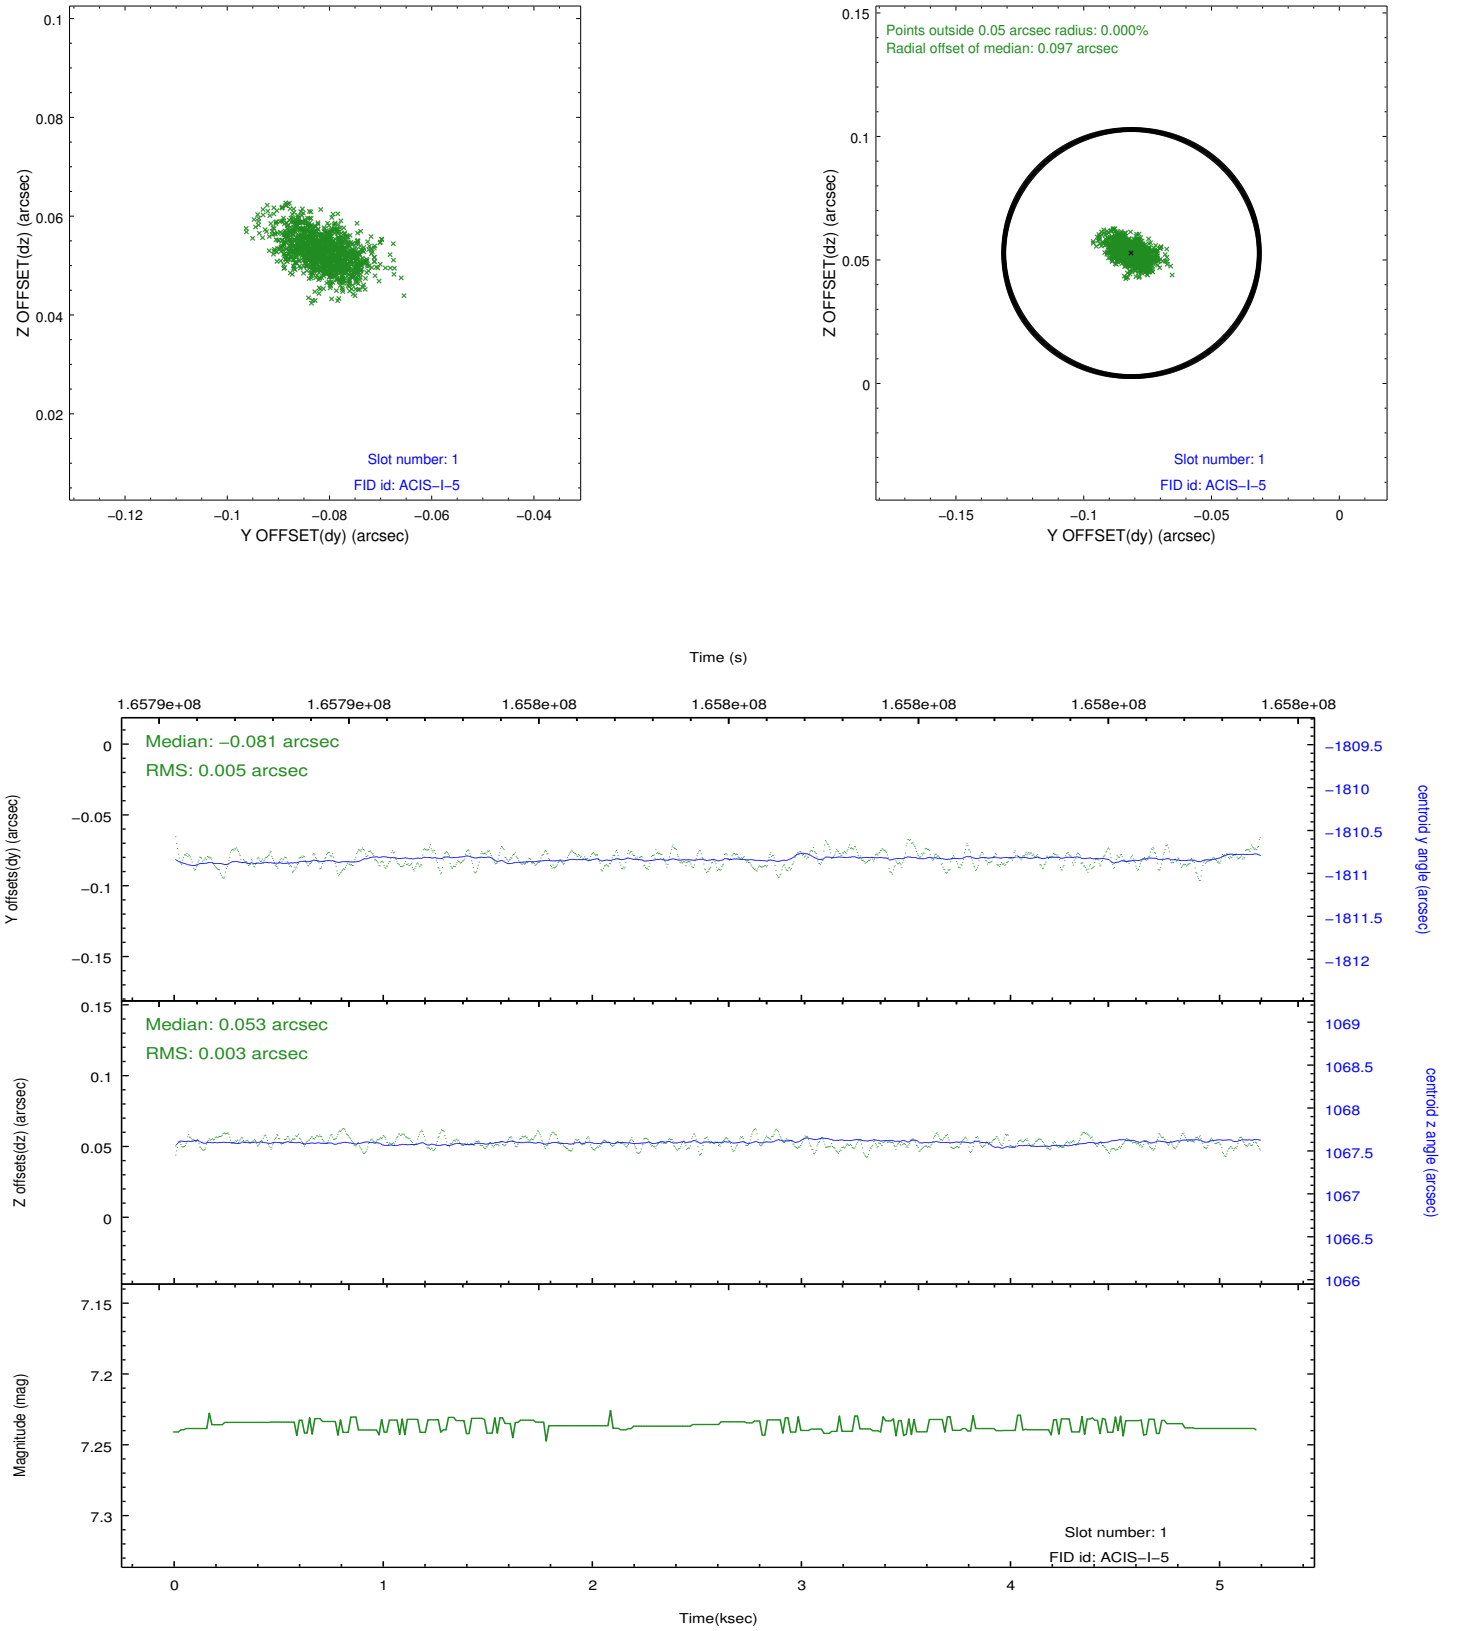 0.1
0.08
0.06
0.04
0.02
Z OFFSET(dz) (arcsec)
Slot number: 1
FID id: ACIS−I−5
−0.12 −0.1 −0.08 −0.06 −0.04
Y OFFSET(dy) (arcsec)
Points outside 0.05 arcsec radius: 0.000%
Radial offset of median: 0.097 arcsec
0.15
0.1
0.05
0
Z OFFSET(dz) (arcsec)
Slot number: 1
FID id: ACIS−I−5
−0.15 −0.1 −0.05 0
Y OFFSET(dy) (arcsec)
Time (s)
1.6579e+08 1.6579e+08 1.658e+08 1.658e+08 1.658e+08 1.658e+08 1.658e+08
Median: −0.081 arcsec
RMS: 0.005 arcsec
0
−0.05
−0.1
−0.15
Y offsets(dy) (arcsec)
−1809.5
−1810
−1810.5
−1811
−1811.5
−1812
centroid y angle (arcsec)
Median: 0.053 arcsec
RMS: 0.003 arcsec
0.15
0.1
0.05
0
Z offsets(dz) (arcsec)
1069
1068.5
1068
1067.5
1067
1066.5
1066
centroid z angle (arcsec)
7.15
7.2
7.25
7.3
Magnitude (mag)
Slot number: 1
FID id: ACIS−I−5
0 1 2 3 4 5
Time(ksec)